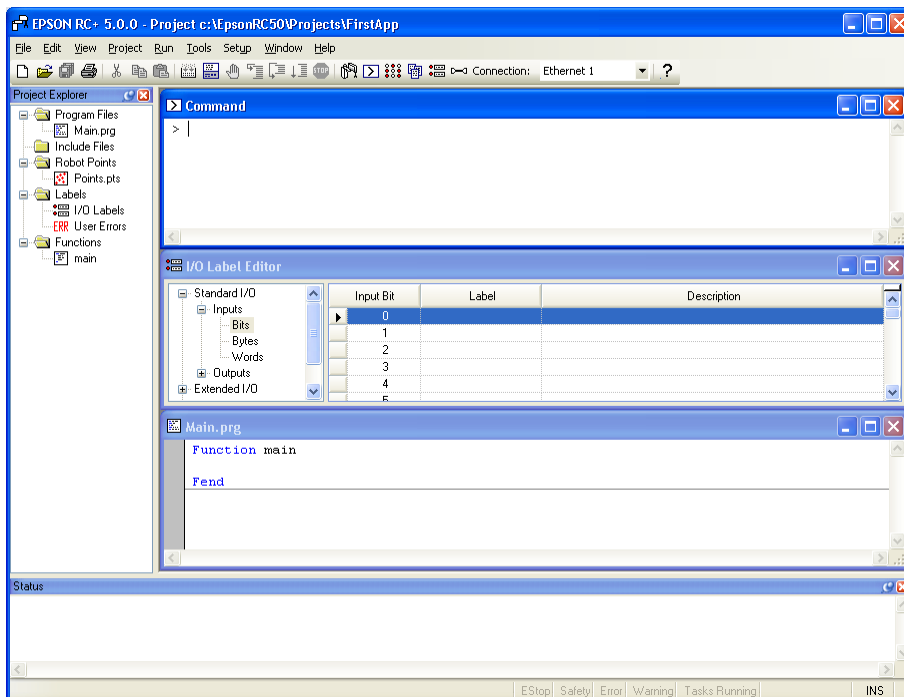 EPSON RC+ 5.0.0 - Project c:\EpsonRC50\Projects\FirstApp
File Edit View Project Run Tools Setup Window Help
STOP Connection: Ethernet 1 ?
Project Explorer
Program Files
Main.prg
Include Files
Robot Points
Points.pts
Labels
I/O Labels
ERR User Errors
Functions
main
Command
>
I/O Label Editor
Standard I/O
Inputs
Bits
Bytes
Words
Outputs
Extended I/O
Input Bit Label Description
0
1
2
3
4
5
Main.prg
Function main
Fend
Status
EStop Safety Error Warning Tasks Running INS